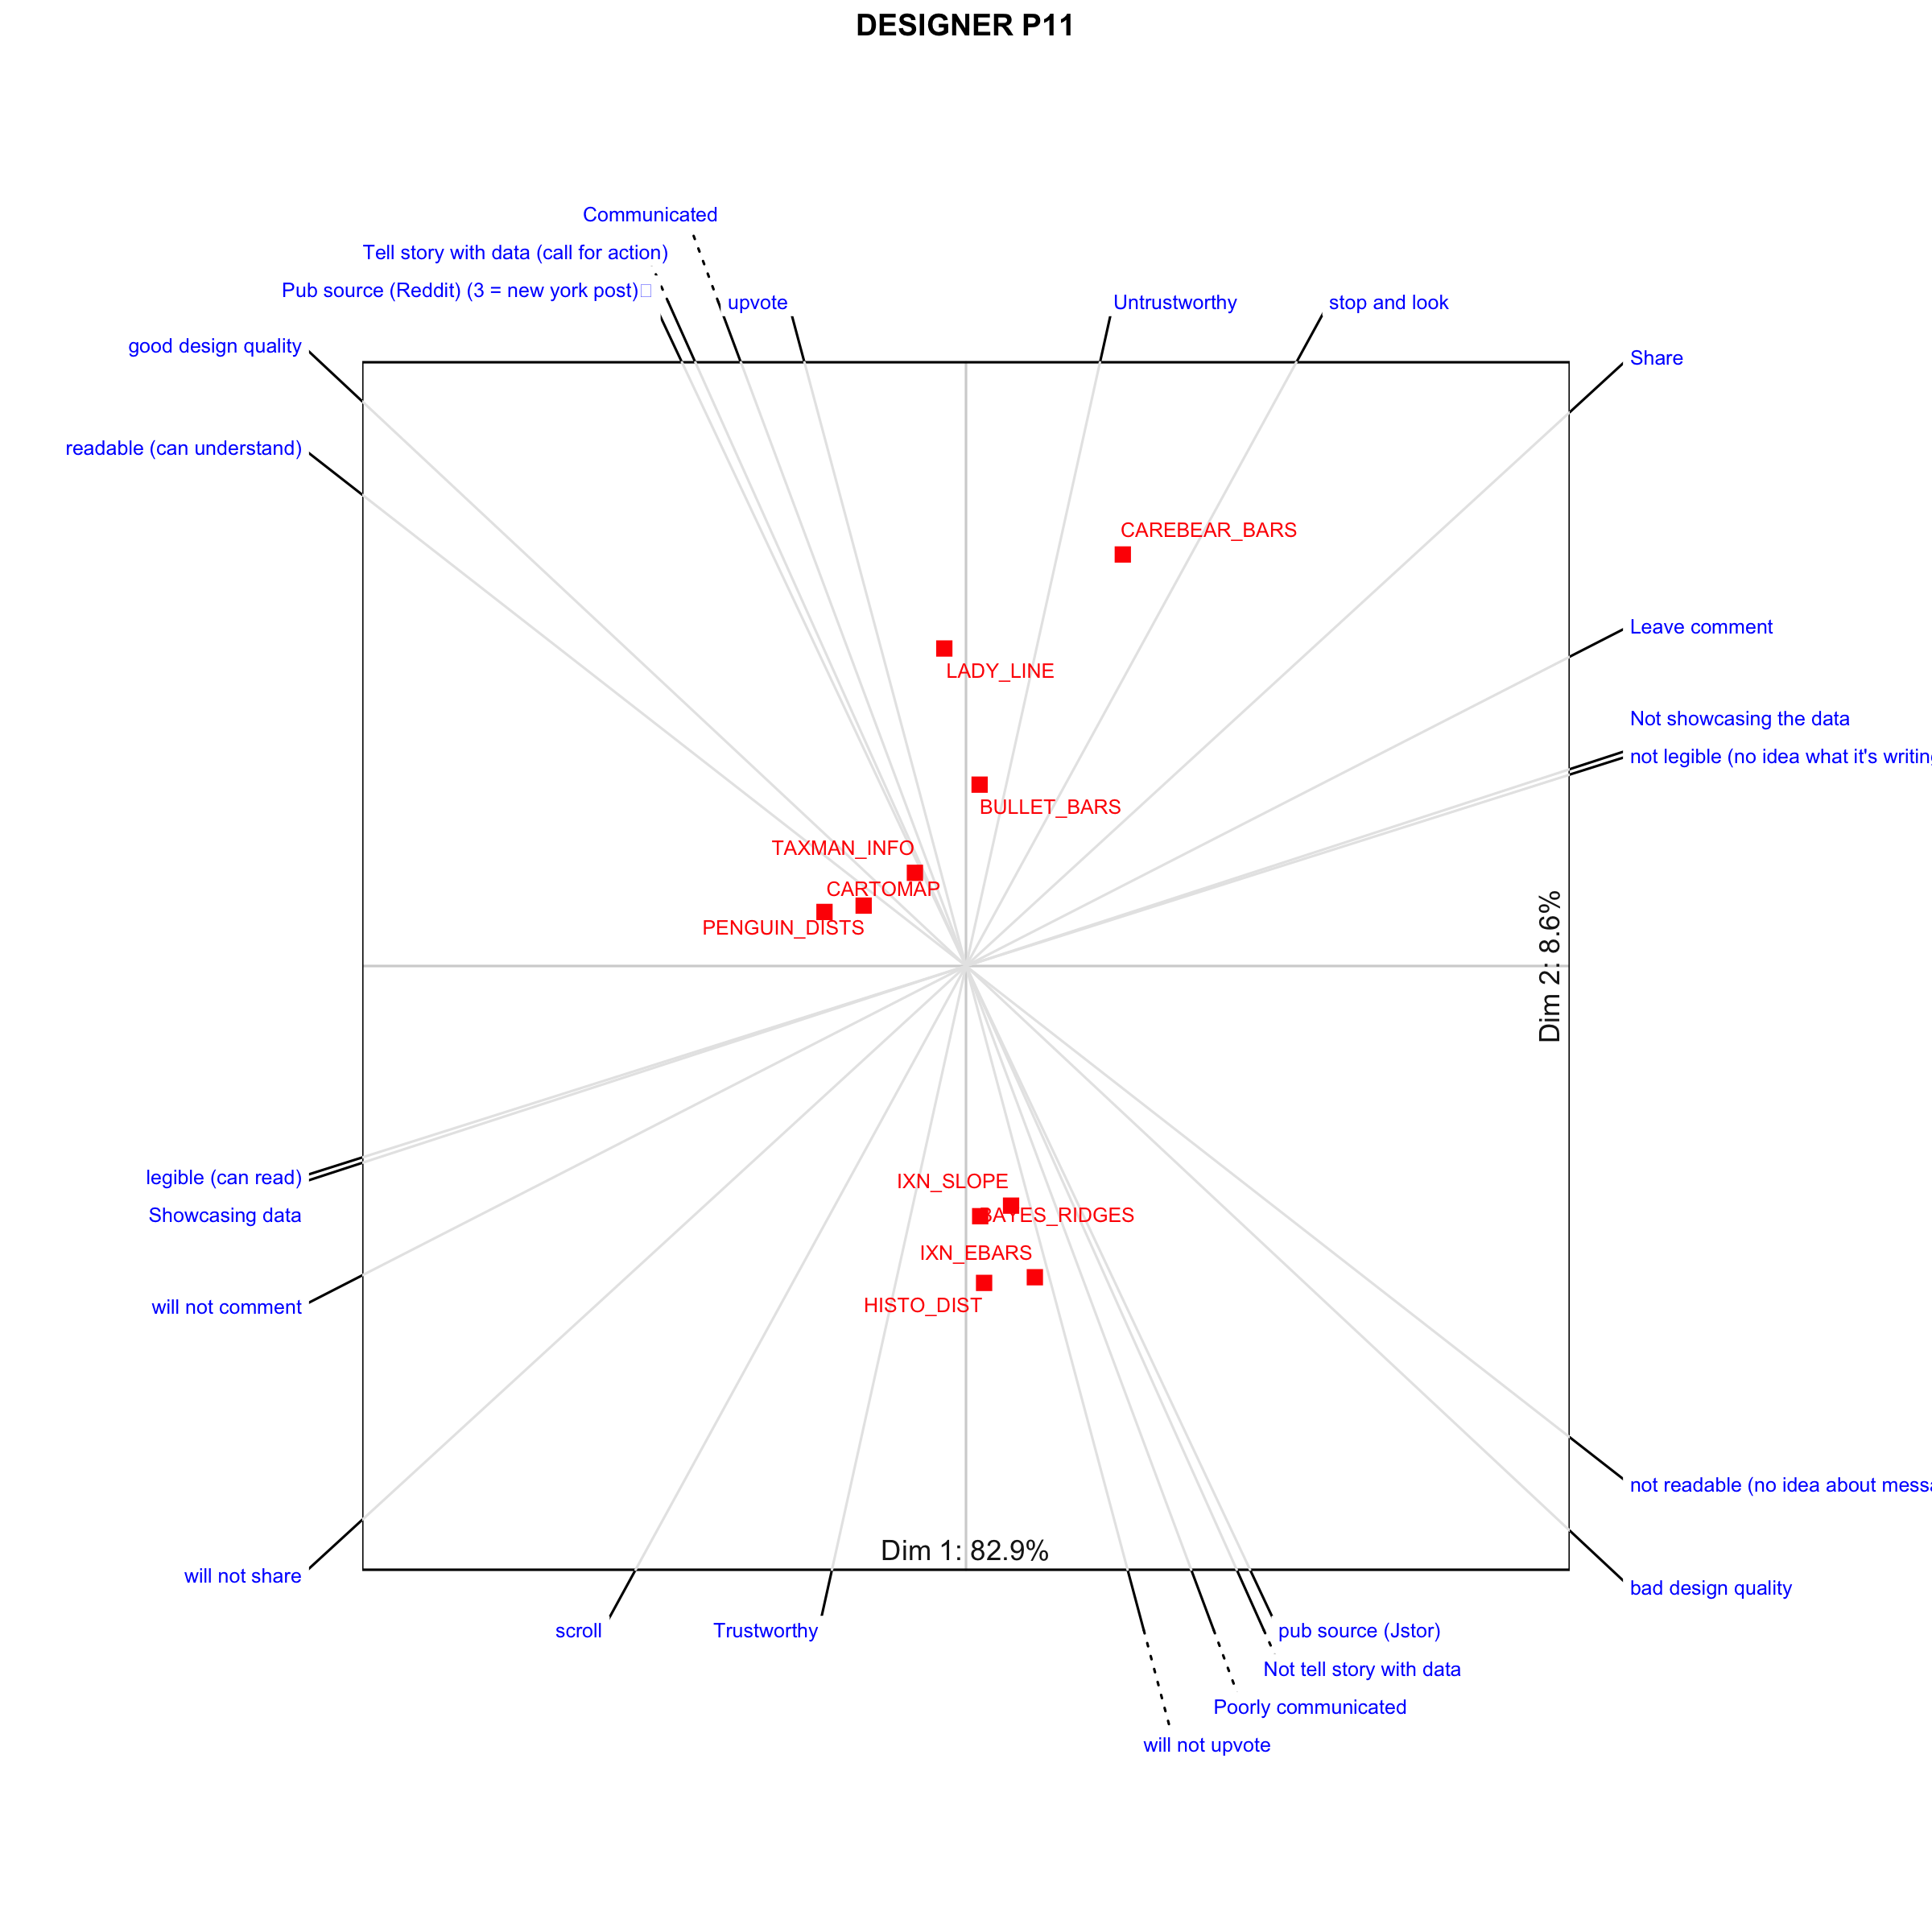 DESIGNER P11
Communicated
Tell story with data (call for action)
Pub source (Reddit) (3 = new york post)
upvote
Untrustworthy
stop and look
good design quality
Share
readable (can understand)
CAREBEAR_BARS
Leave comment
LADY_LINE
Not showcasing the data
not legible (no idea what it's writing
BULLET_BARS
TAXMAN_INFO
CARTOMAP
PENGUIN_DISTS
Dim 2: 8.6%
legible (can read)
IXN_SLOPE
Showcasing data
BAYES_RIDGES
IXN_EBARS
will not comment
HISTO_DIST
not readable (no idea about messa
Dim 1: 82.9%
will not share
bad design quality
scroll
Trustworthy
pub source (Jstor)
Not tell story with data
Poorly communicated
will not upvote